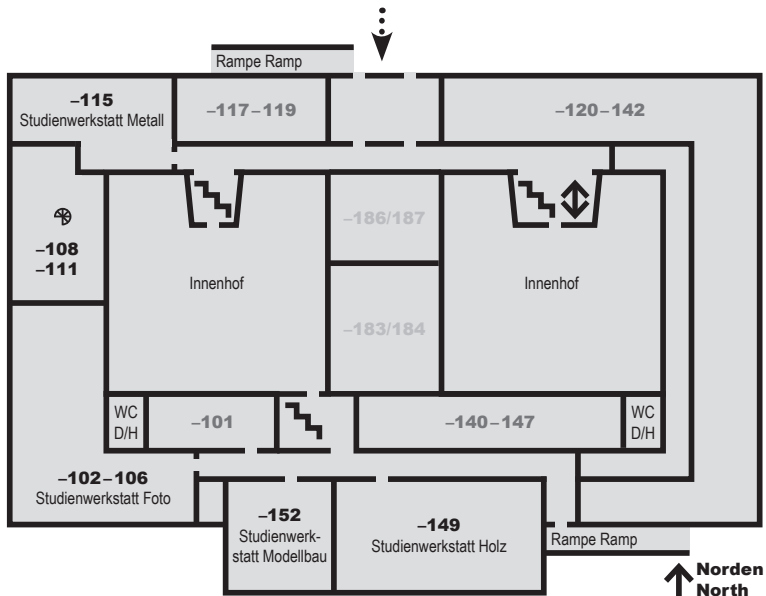 Rampe Ramp
–115
Studienwerkstatt Metall
–117–119
–120–142
–108
–111
–186/187
Innenhof
Innenhof
–183/184
WC
D/H
–101
–140–147
WC
D/H
–102–106
Studienwerkstatt Foto
–152
Studienwerk-
statt Modellbau
–149
Studienwerkstatt Holz
Rampe Ramp
Norden
North